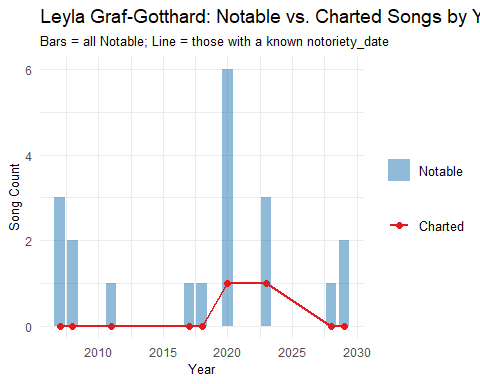 Leyla Graf-Gotthard: Notable vs. Charted Songs by Y
Bars = all Notable; Line = those with a known notoriety_date
6
4
2
0
Song Count
2010
2015
2020
2025
2030
Year
Notable
Charted